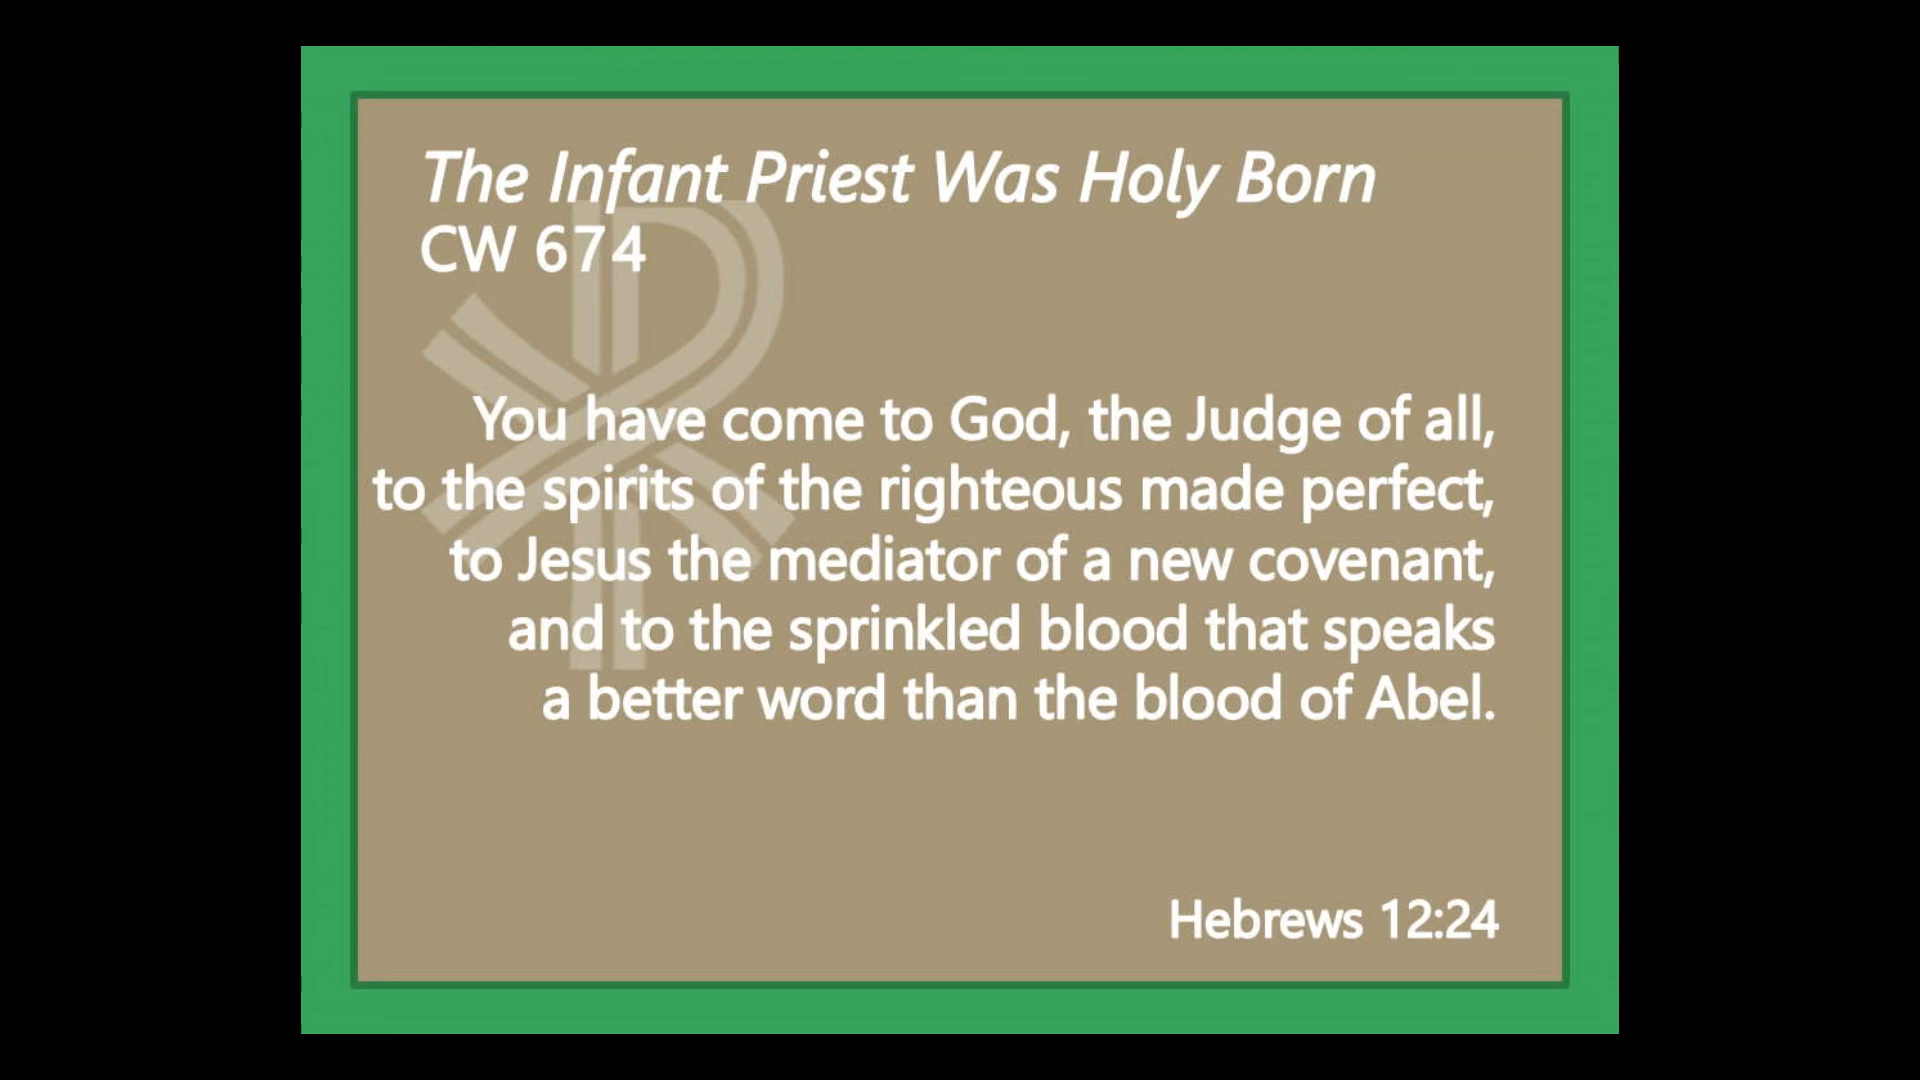 The Infant Priest Was Holy Born
CW 674
You have come to God, the Judge of all,
to the spirits of the righteous made perfect,
to Jesus the mediator of a new covenant,
and to the sprinkled blood that speaks
a better word than the blood of Abel.
Hebrews 12:24